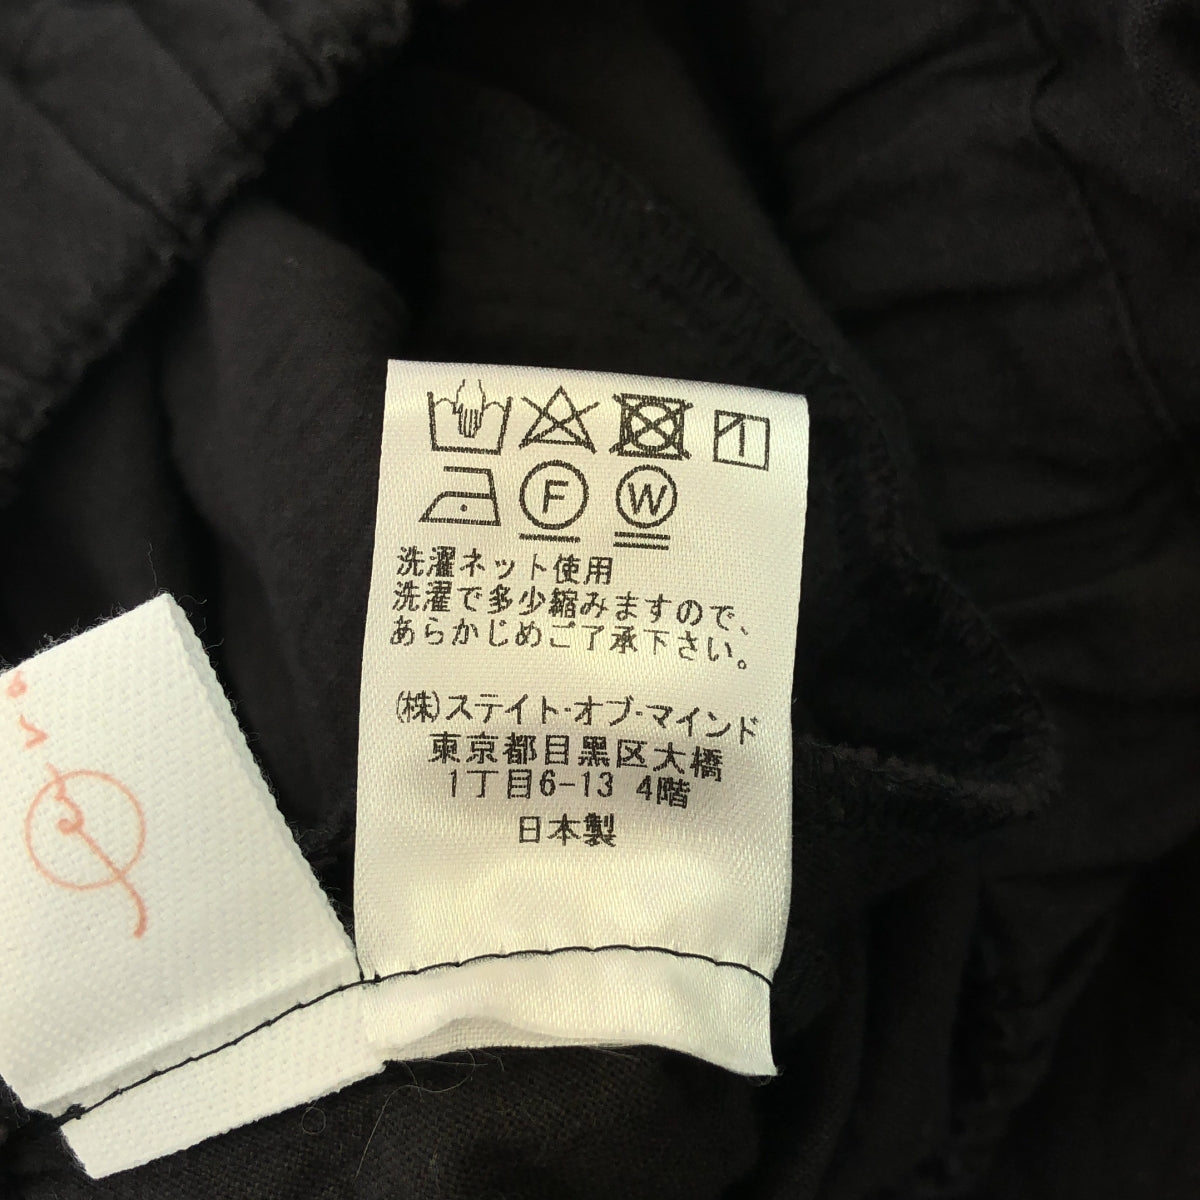 F W
洗濯ネット使用
洗濯で多少縮みますので、
あらかじめご了承下さい。
(株)ステイト・オブ・マインド
東京都目黒区大橋
1丁目6-13 4階
日本製